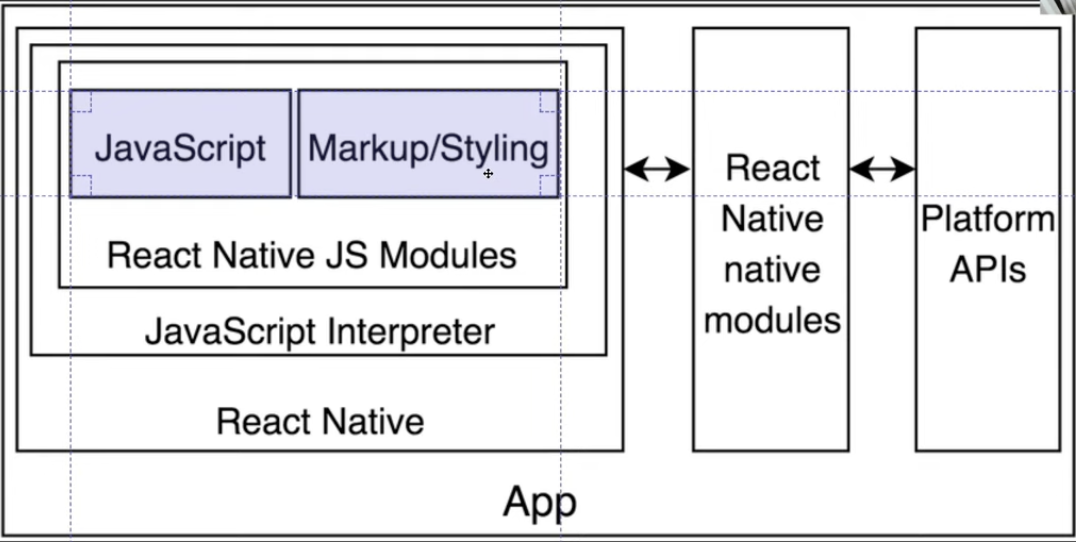 JavaScript
Markup/Styling
React Native JS Modules
JavaScript Interpreter
React Native
React
Native
native
modules
Platform
APIs
App